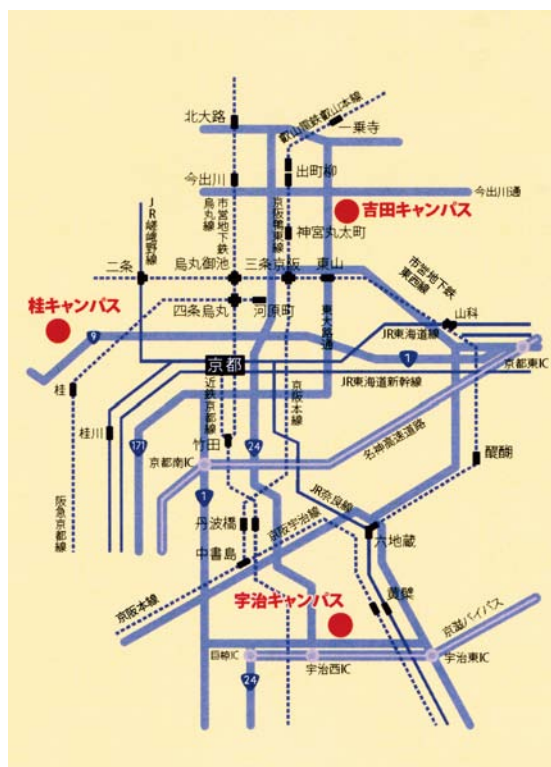 北大路
叡山電鉄叡山本線
一乗寺
出町柳
今出川
今出川通
吉田キャンパス
JR嵯峨野線
市営地下鉄
烏丸線
京阪鴨東線
神宮丸太町
二条
烏丸御池
三条京阪
東山
市営地下鉄
東西線
桂キャンパス
四条烏丸
河原町
東大路通
山科
JR東海道線
9
1
京都
京都東IC
JR東海道新幹線
桂
近鉄京都線
京阪本線
桂川
竹田
171
24
名神高速道路
京都南IC
醍醐
1
JR奈良線
阪急京都線
丹波橋
京阪宇治線
六地蔵
中書島
京阪本線
宇治キャンパス
黄檗
京滋バイパス
巨椋IC
宇治西IC
宇治東IC
24